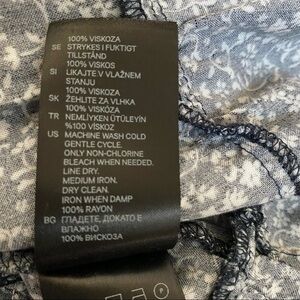 100% VISKOZA
SE STRYKES I FUKTIGT
TILLSTÅND
100% VISKOS
SI LIKAJTE V VLAŽNEM
STANJU
100% VISKOZA
SK ŽEHLITE ZA VLHKA
100% VISKÓZA
TR NEMLİYKEN ÜTÜLEYİN
%100 VİSKOZ
US MACHINE WASH COLD
GENTLE CYCLE.
ONLY NON-CHLORINE
BLEACH WHEN NEEDED.
LINE DRY.
MEDIUM IRON.
DRY CLEAN.
IRON WHEN DAMP
100% RAYON
BG ГЛАДЕТЕ, ДОКАТО Е
ВЛАЖНО
100% ВИСКОЗА